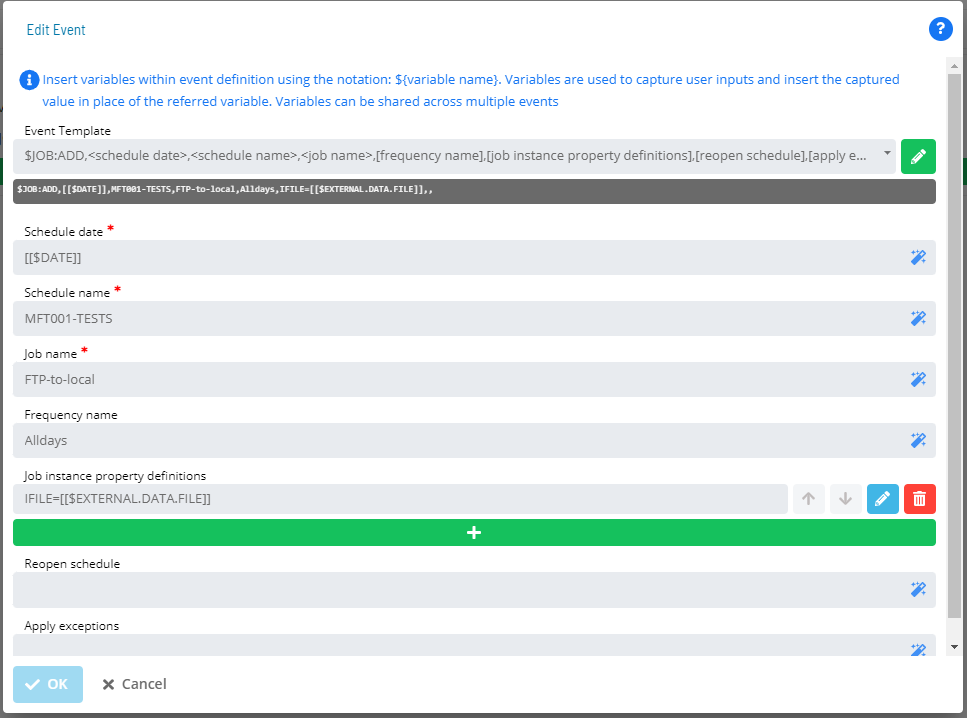 Edit Event
?
Insert variables within event definition using the notation: ${variable name}. Variables are used to capture user inputs and insert the captured
value in place of the referred variable. Variables can be shared across multiple events
Event Template
$JOB:ADD,<schedule date>,<schedule name>,<job name>,[frequency name],[job instance property definitions],[reopen schedule],[apply e...
$JOB:ADD,[[$DATE]],MFT001-TESTS,FTP-to-local,Alldays,IFILE=[[$EXTERNAL.DATA.FILE]],,
Schedule date *
[[$DATE]]
Schedule name *
MFT001-TESTS
Job name *
FTP-to-local
Frequency name
Alldays
Job instance property definitions
IFILE=[[$EXTERNAL.DATA.FILE]]
Reopen schedule
Apply exceptions
OK
Cancel